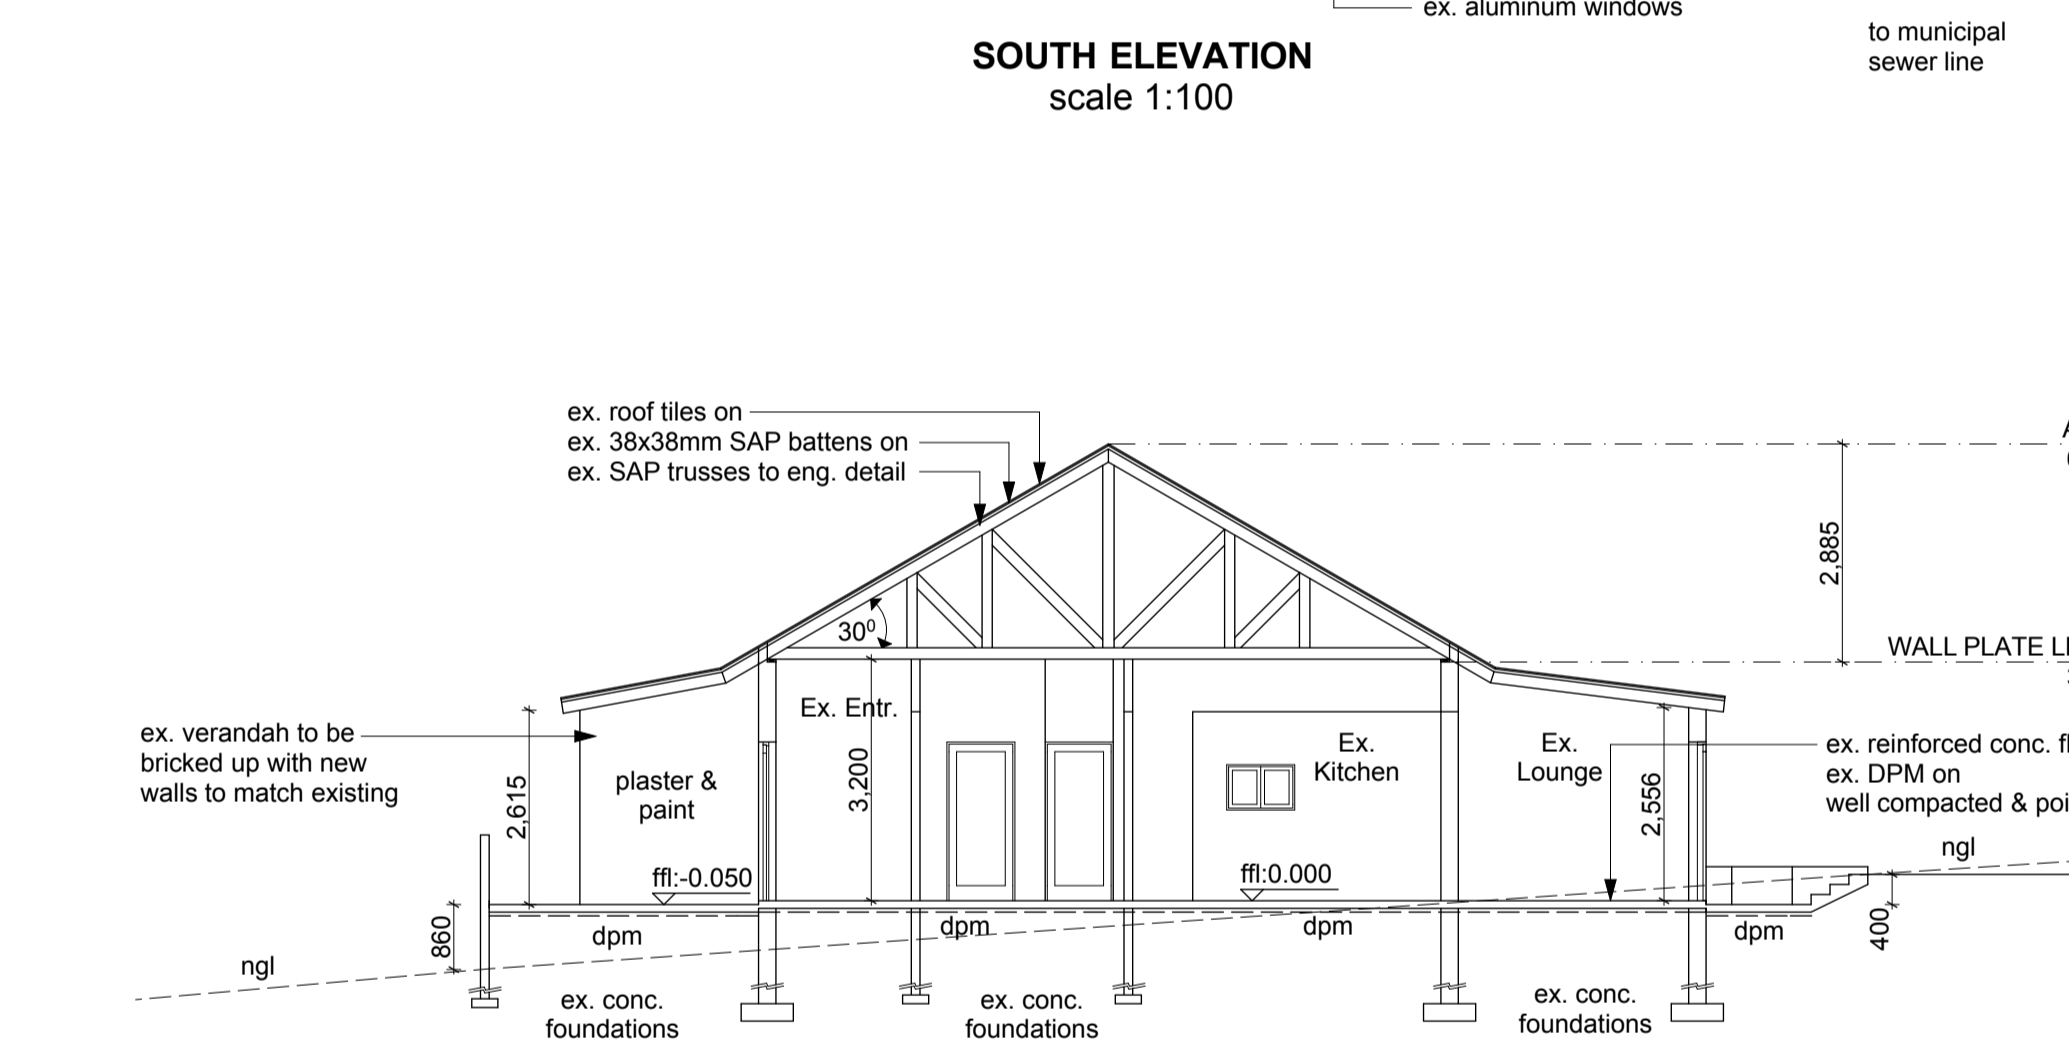 ex. aluminum windows
to municipal
sewer line
SOUTH ELEVATION
scale 1:100
ex. roof tiles on
ex. 38x38mm SAP battens on
ex. SAP trusses to eng. detail
2,885
30⁰
WALL PLATE
Ex. Entr.
ex. verandah to be
bricked up with new
walls to match existing
plaster &
paint
2,615
3,200
Ex.
Kitchen
Ex.
Lounge
2,556
ex. reinforced conc.
ex. DPM on
well compacted &
ngl
ffl:-0.050
ffl:0.000
860
dpm
dpm
dpm
dpm
400
ngl
ex. conc.
foundations
ex. conc.
foundations
ex. conc.
foundations